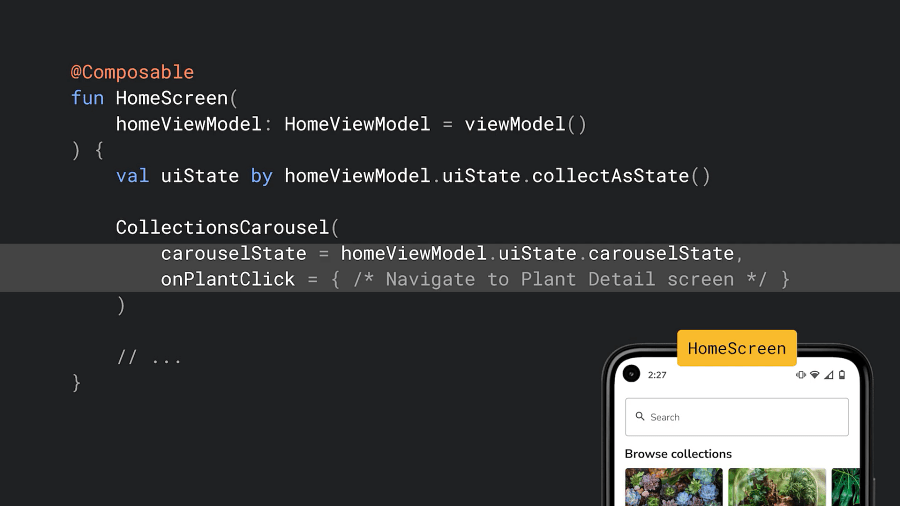 @Composable
fun HomeScreen(
    homeViewModel: HomeViewModel = viewModel()
) {
    val uiState by homeViewModel.uiState.collectAsState()
    CollectionsCarousel(
        carouselState = homeViewModel.uiState.carouselState,
        onPlantClick = { /* Navigate to Plant Detail screen */ }
    )
    // ...
}
HomeScreen
2:27
Search
Browse collections